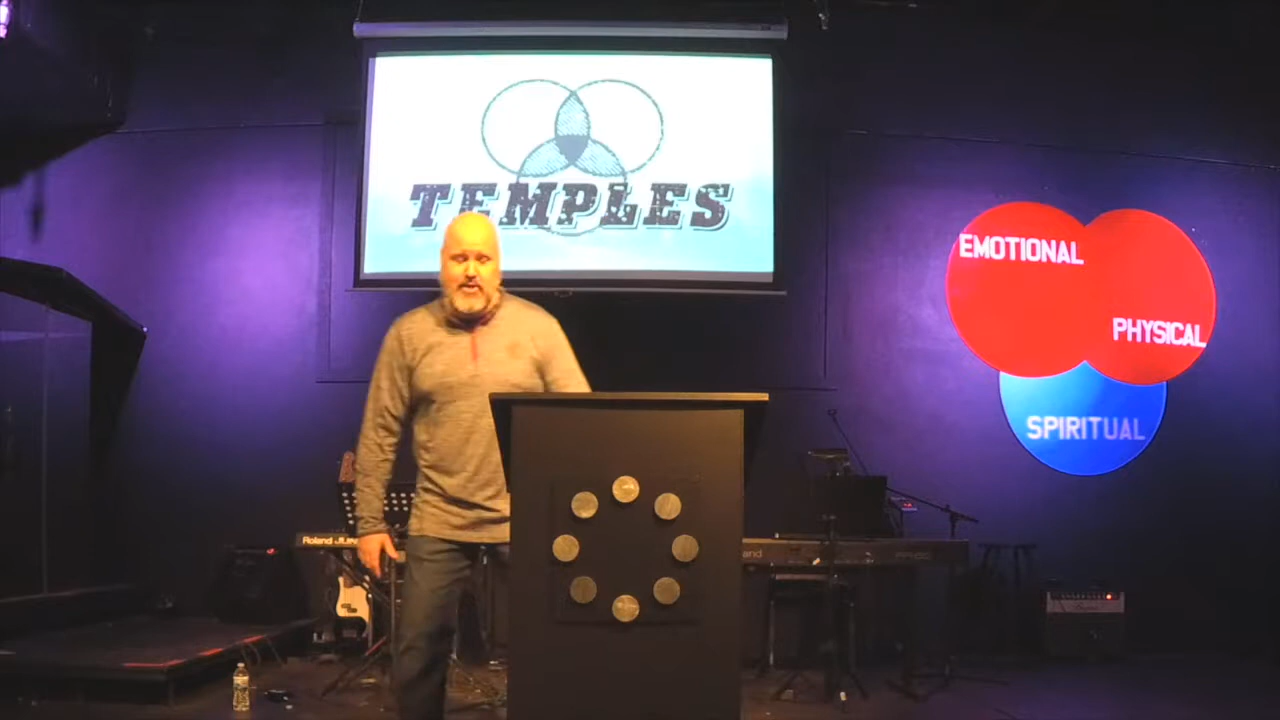 TEMPLES
EMOTIONAL
PHYSICAL
SPIRITUAL
Roland